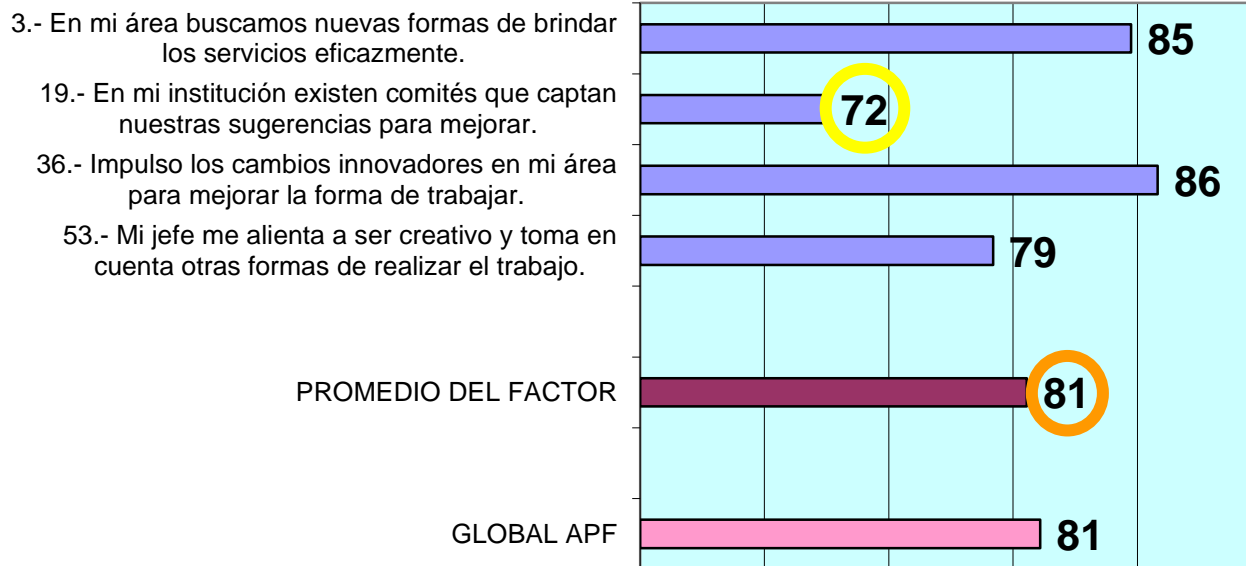 3.- En mi área buscamos nuevas formas de brindar
los servicios eficazmente.
85
19.- En mi institución existen comités que captan
nuestras sugerencias para mejorar.
72
36.- Impulso los cambios innovadores en mi área
para mejorar la forma de trabajar.
86
53.- Mi jefe me alienta a ser creativo y toma en
cuenta otras formas de realizar el trabajo.
79
PROMEDIO DEL FACTOR
81
GLOBAL APF
81